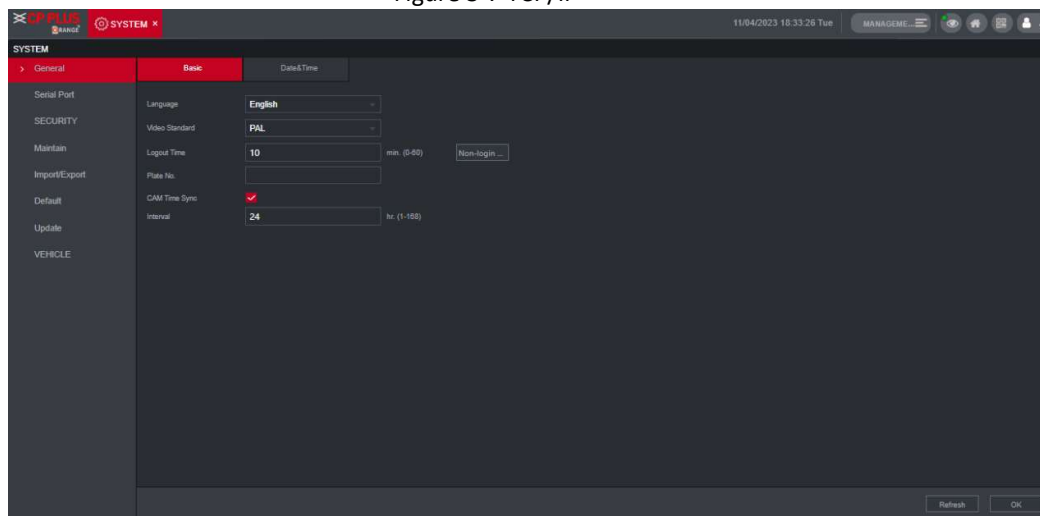 CP PLUS
ORANGE
SYSTEM ×
11/04/2023 18:33:26 Tue
MANAGEME...
SYSTEM
> General
Basic
Date&Time
Serial Port
SECURITY
Maintain
Import/Export
Default
Update
VEHICLE
Language English
Video Standard PAL
Logout Time 10 min. (0-60) Non-login ...
Plate No.
CAM Time Sync
Interval 24 hr. (1-168)
Refresh OK